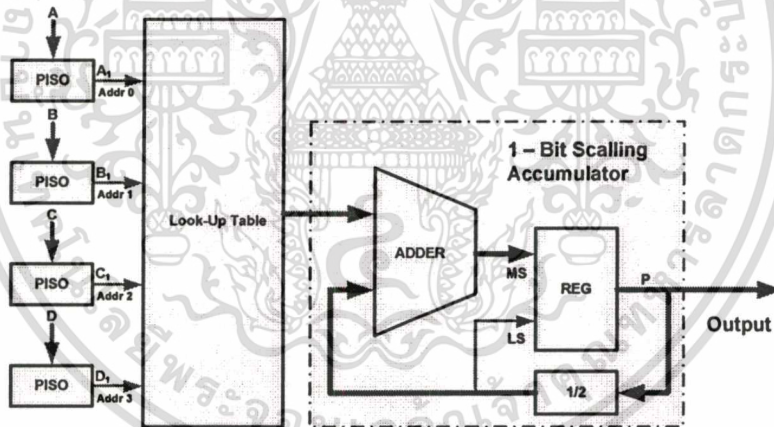 A
PISO
A1
Addr 0
B
PISO
B1
Addr 1
C
PISO
C1
Addr 2
D
PISO
D1
Addr 3
Look-Up Table
1 – Bit Scalling
Accumulator
ADDER
MS
LS
REG
P
Output
1/2